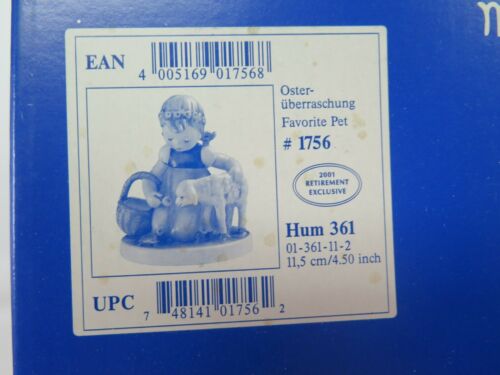 EAN
4 005169 017568
Oster-
überraschung
Favorite Pet
# 1756
2001
RETIREMENT
EXCLUSIVE
Hum 361
01-361-11-2
11,5 cm/4.50 inch
UPC
7 48141 01756 2